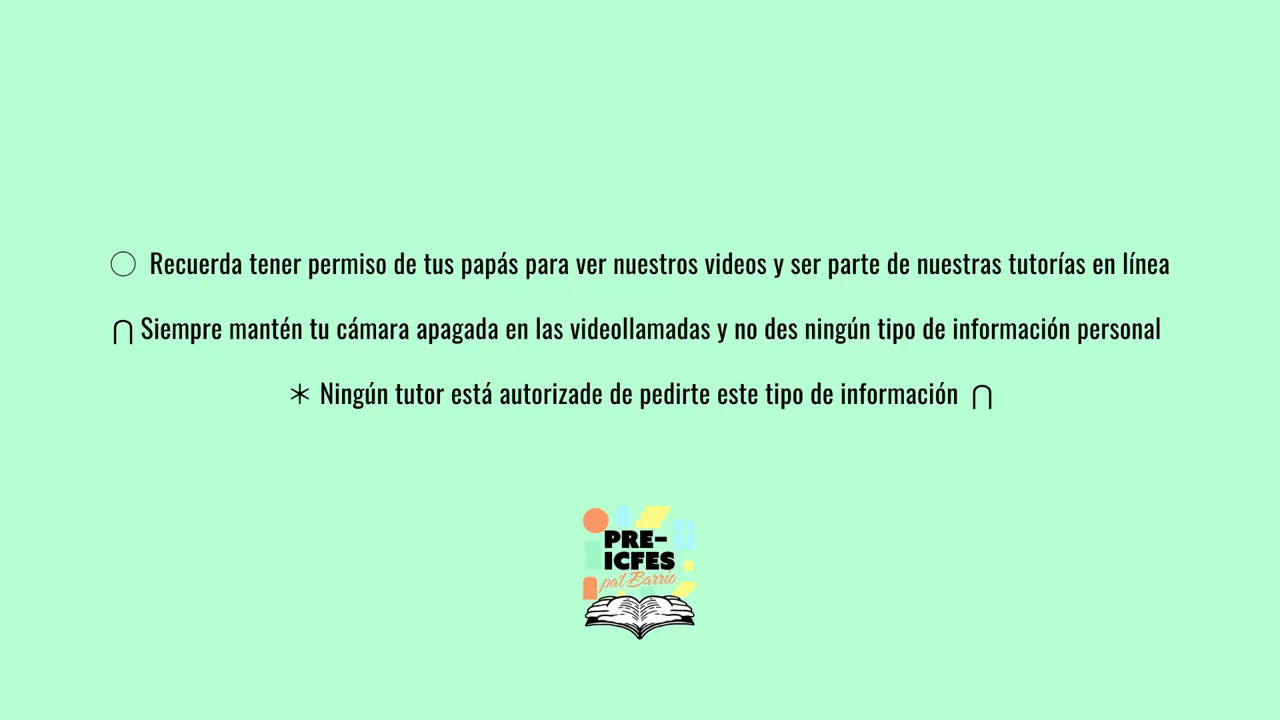 Recuerda tener permiso de tus papás para ver nuestros videos y ser parte de nuestras tutorías en línea
Siempre mantén tu cámara apagada en las videollamadas y no des ningún tipo de información personal
Ningún tutor está autorizade de pedirte este tipo de información
PRE-
ICFES
pa'l Barrio